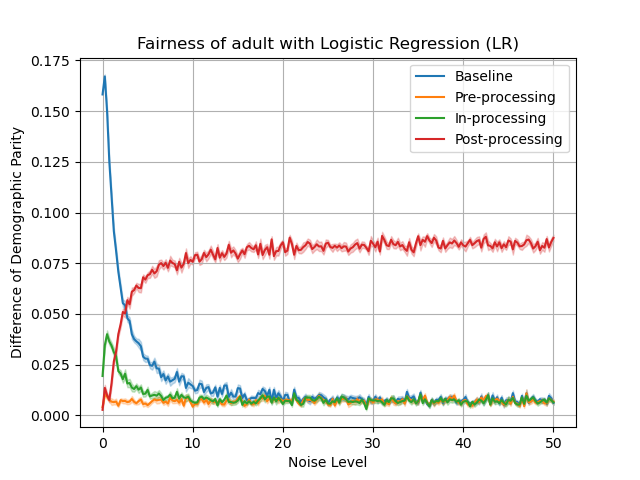 Fairness of adult with Logistic Regression (LR)
0.175
0.150
0.125
0.100
0.075
0.050
0.025
0.000
Difference of Demographic Parity
Baseline
Pre-processing
In-processing
Post-processing
0 10 20 30 40 50
Noise Level